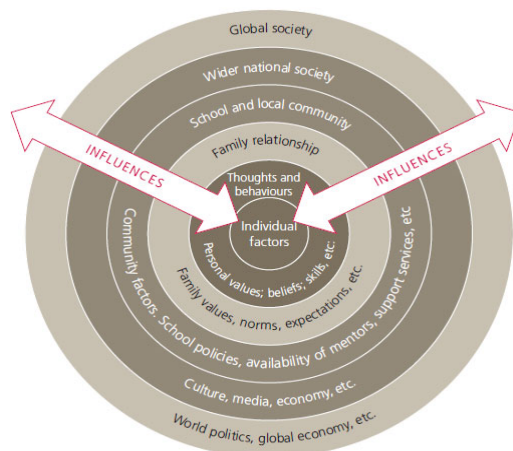 Global society
Wider national society
School and local community
Family relationship
INFLUENCES
INFLUENCES
Thoughts and
behaviours
Individual
factors
Personal values; beliefs; skills, etc:
Family values, norms, expectations, etc.
Community factors. School policies, availability of mentors, support services, etc
Culture, media, economy, etc.
World politics, global economy, etc.